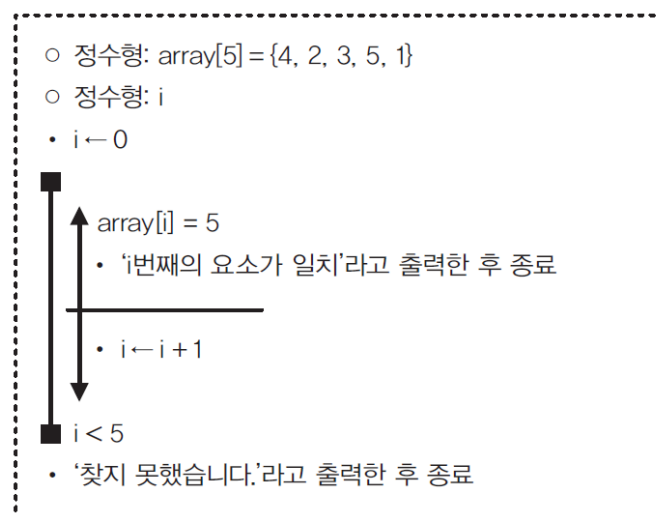 ○ 정수형: array[5]={4, 2, 3, 5, 1}
○ 정수형: i
• i←0
array[i] = 5
• ‘i번째의 요소가 일치’라고 출력한 후 종료
• i←i+1
i < 5
• ‘찾지 못했습니다.’라고 출력한 후 종료